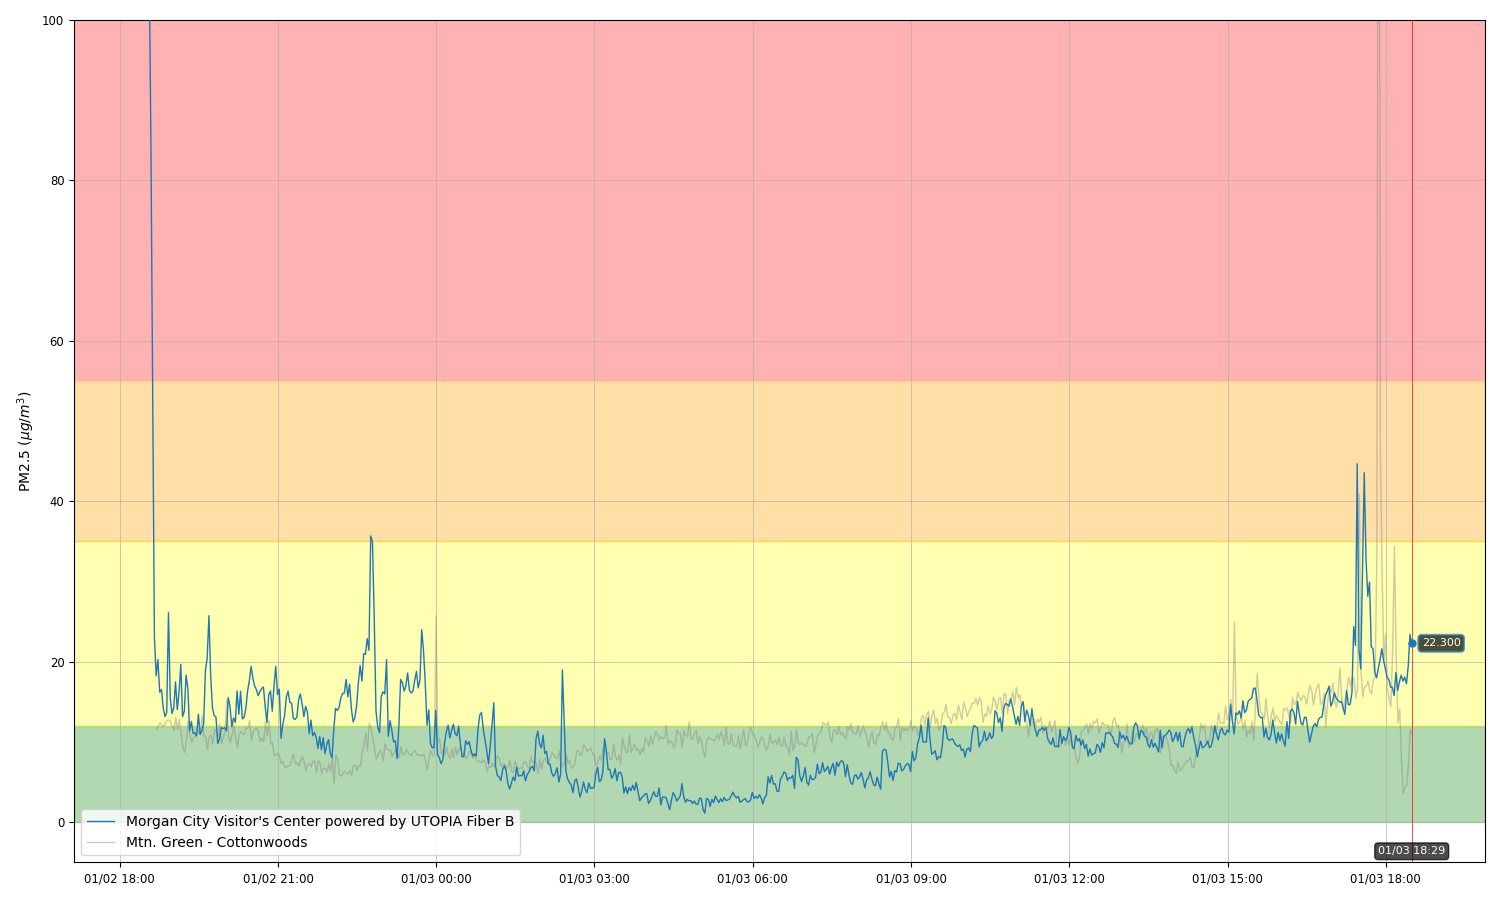 100
80
60
40
20
0
PM2.5 (μg/m³)
22.300
Morgan City Visitor's Center powered by UTOPIA Fiber B
Mtn. Green - Cottonwoods
01/03 18:29
01/02 18:00 01/02 21:00 01/03 00:00 01/03 03:00 01/03 06:00 01/03 09:00 01/03 12:00 01/03 15:00 01/03 18:00